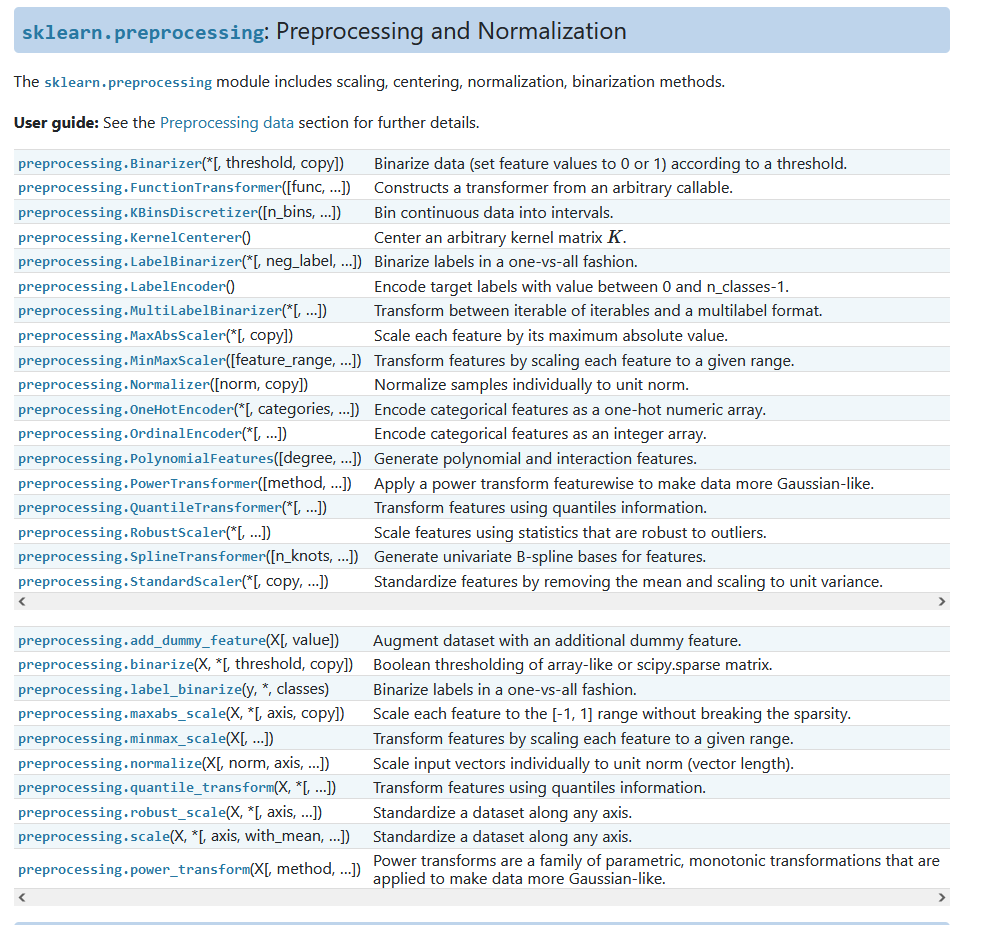 sklearn.preprocessing: Preprocessing and Normalization
The sklearn.preprocessing module includes scaling, centering, normalization, binarization methods.
User guide: See the Preprocessing data section for further details.
preprocessing.Binarizer(*[, threshold, copy]) Binarize data (set feature values to 0 or 1) according to a threshold.
preprocessing.FunctionTransformer([func, ...]) Constructs a transformer from an arbitrary callable.
preprocessing.KBinsDiscretizer([n_bins, ...]) Bin continuous data into intervals.
preprocessing.KernelCenterer() Center an arbitrary kernel matrix K.
preprocessing.LabelBinarizer(*[, neg_label, ...]) Binarize labels in a one-vs-all fashion.
preprocessing.LabelEncoder() Encode target labels with value between 0 and n_classes-1.
preprocessing.MultiLabelBinarizer(*[, ...]) Transform between iterable of iterables and a multilabel format.
preprocessing.MaxAbsScaler(*[, copy]) Scale each feature by its maximum absolute value.
preprocessing.MinMaxScaler([feature_range, ...]) Transform features by scaling each feature to a given range.
preprocessing.Normalizer([norm, copy]) Normalize samples individually to unit norm.
preprocessing.OneHotEncoder(*[, categories, ...]) Encode categorical features as a one-hot numeric array.
preprocessing.OrdinalEncoder(*[, ...]) Encode categorical features as an integer array.
preprocessing.PolynomialFeatures([degree, ...]) Generate polynomial and interaction features.
preprocessing.PowerTransformer([method, ...]) Apply a power transform featurewise to make data more Gaussian-like.
preprocessing.QuantileTransformer(*[, ...]) Transform features using quantiles information.
preprocessing.RobustScaler(*[, ...]) Scale features using statistics that are robust to outliers.
preprocessing.SplineTransformer([n_knots, ...]) Generate univariate B-spline bases for features.
preprocessing.StandardScaler(*[, copy, ...]) Standardize features by removing the mean and scaling to unit variance.
preprocessing.add_dummy_feature(X[, value]) Augment dataset with an additional dummy feature.
preprocessing.binarize(X, *[, threshold, copy]) Boolean thresholding of array-like or scipy.sparse matrix.
preprocessing.label_binarize(y, *, classes) Binarize labels in a one-vs-all fashion.
preprocessing.maxabs_scale(X, *[, axis, copy]) Scale each feature to the [-1, 1] range without breaking the sparsity.
preprocessing.minmax_scale(X[, ...]) Transform features by scaling each feature to a given range.
preprocessing.normalize(X[, norm, axis, ...]) Scale input vectors individually to unit norm (vector length).
preprocessing.quantile_transform(X, *[, ...]) Transform features using quantiles information.
preprocessing.robust_scale(X, *[, axis, ...]) Standardize a dataset along any axis.
preprocessing.scale(X, *[, axis, with_mean, ...]) Standardize a dataset along any axis.
preprocessing.power_transform(X[, method, ...]) Power transforms are a family of parametric, monotonic transformations that are
applied to make data more Gaussian-like.